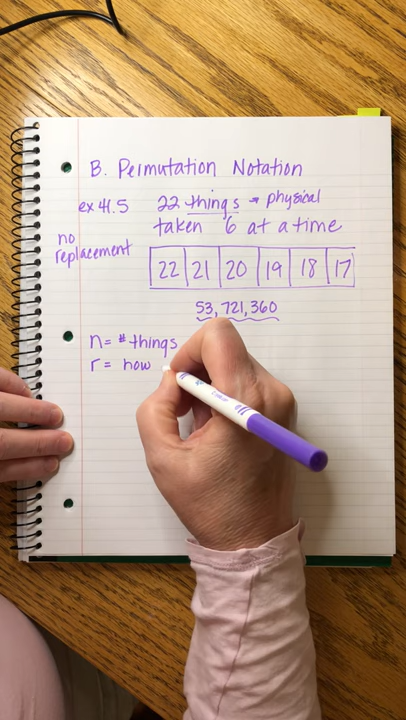 B. Permutation Notation
ex 41.5 22 things → physical
taken 6 at a time
no
replacement
22 21 20 19 18 17
53,721,360
n = # things
r = how